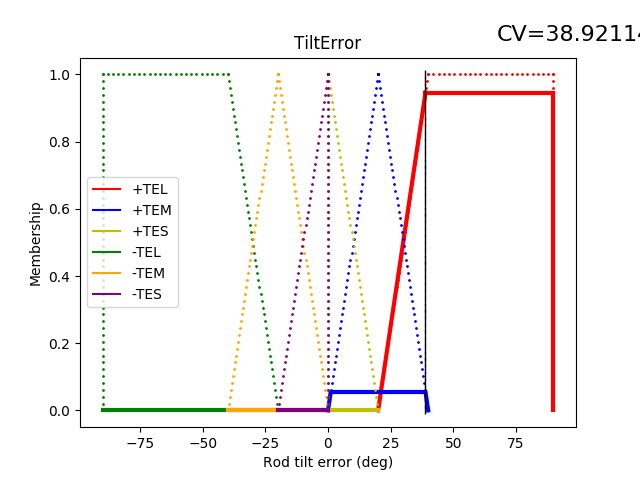 CV=38.92114
TiltError
1.0
0.8
0.6
0.4
0.2
0.0
Membership
+TEL
+TEM
+TES
-TEL
-TEM
-TES
−75
−50
−25
0
25
50
75
Rod tilt error (deg)